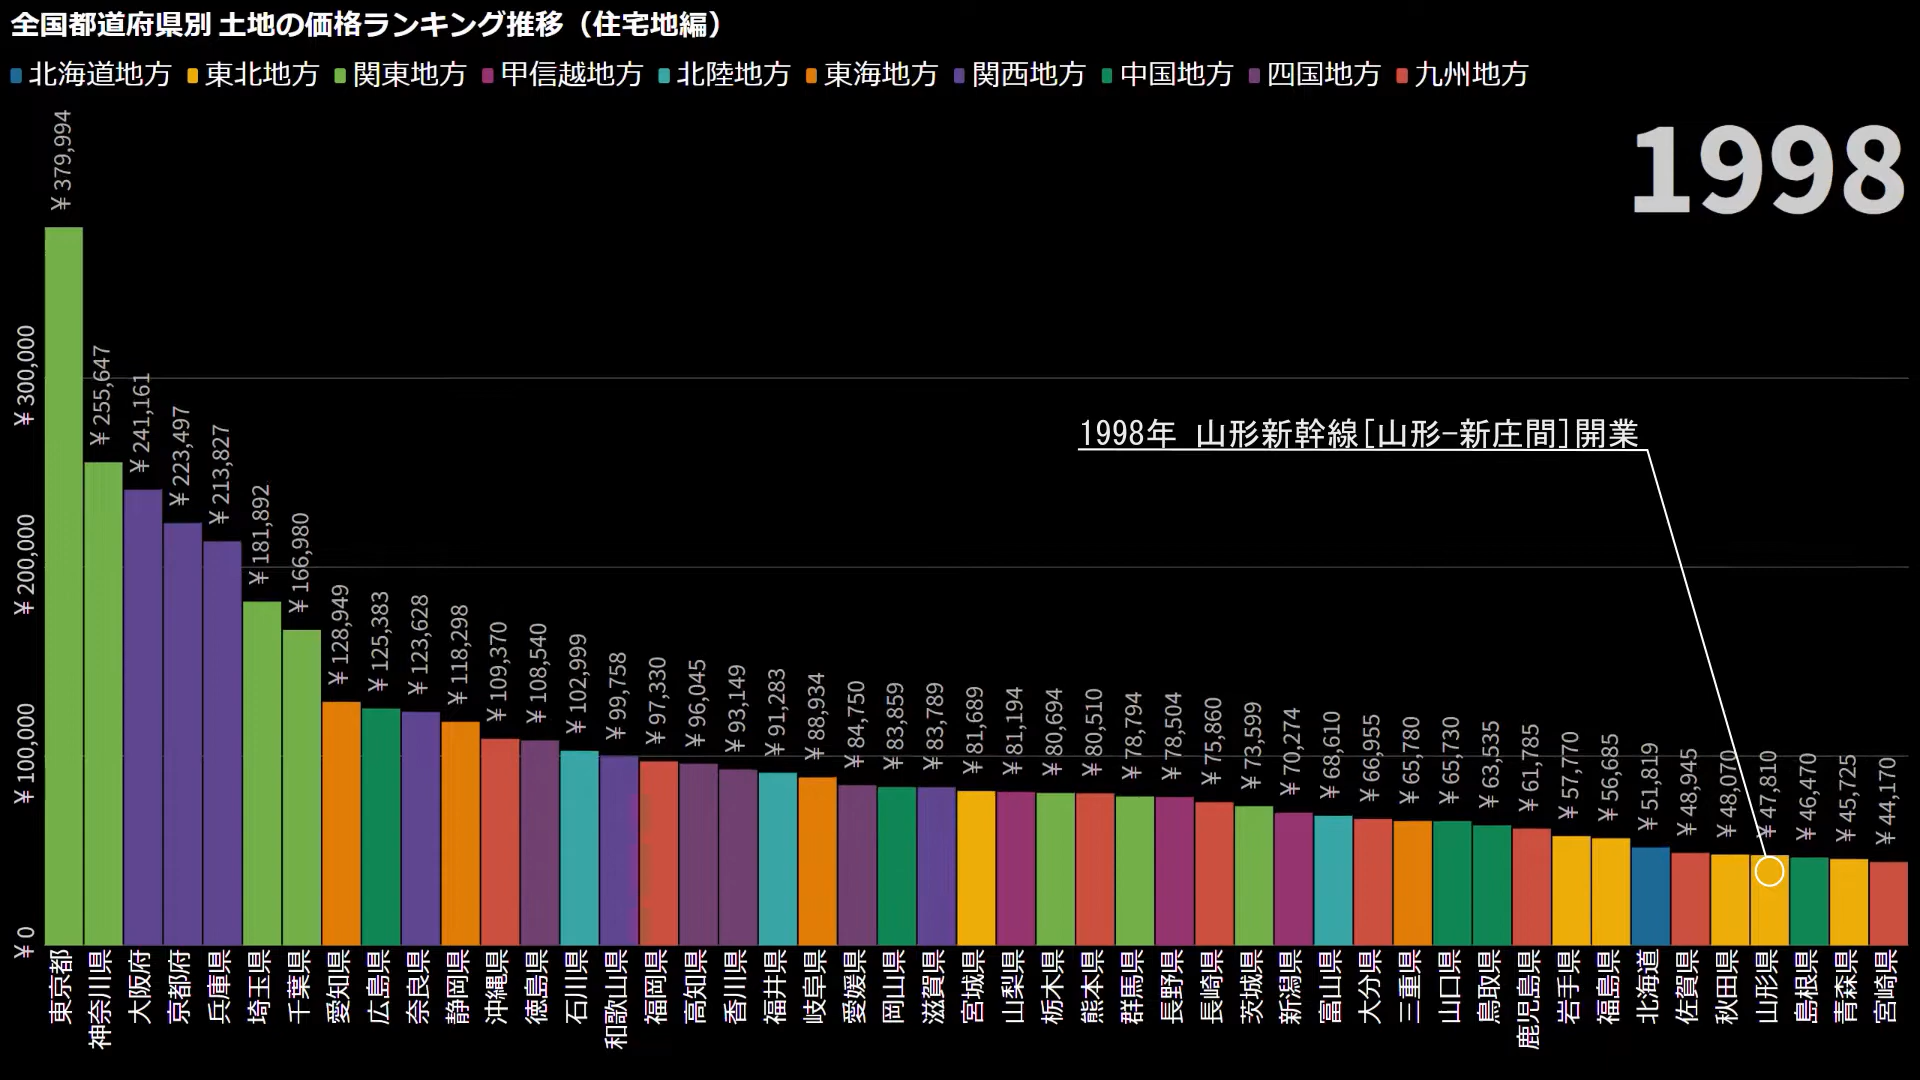 全国都道府県別 土地の価格ランキング推移（住宅地編）
北海道地方 東北地方 関東地方 甲信越地方 北陸地方 東海地方 関西地方 中国地方 四国地方 九州地方
1998
1998年 山形新幹線[山形-新庄間]開業
¥ 300,000
¥ 200,000
¥ 100,000
¥ 0
¥ 379,994
¥ 255,647
¥ 241,161
¥ 223,497
¥ 213,827
¥ 181,892
¥ 166,980
¥ 128,949
¥ 125,383
¥ 123,628
¥ 118,298
¥ 109,370
¥ 108,540
¥ 102,999
¥ 99,758
¥ 97,330
¥ 96,045
¥ 93,149
¥ 91,283
¥ 88,934
¥ 84,750
¥ 83,859
¥ 83,789
¥ 81,689
¥ 81,194
¥ 80,694
¥ 80,510
¥ 78,794
¥ 78,504
¥ 75,860
¥ 73,599
¥ 70,274
¥ 68,610
¥ 66,955
¥ 65,780
¥ 65,730
¥ 63,535
¥ 61,785
¥ 57,770
¥ 56,685
¥ 51,819
¥ 48,945
¥ 48,070
¥ 47,810
¥ 46,470
¥ 45,725
¥ 44,170
東京都
神奈川県
大阪府
京都府
兵庫県
埼玉県
千葉県
愛知県
広島県
奈良県
静岡県
沖縄県
徳島県
石川県
和歌山県
福岡県
高知県
香川県
福井県
岐阜県
愛媛県
岡山県
滋賀県
宮城県
山梨県
栃木県
熊本県
群馬県
長野県
長崎県
茨城県
新潟県
富山県
大分県
三重県
山口県
鳥取県
鹿児島県
岩手県
福島県
北海道
佐賀県
秋田県
山形県
島根県
青森県
宮崎県